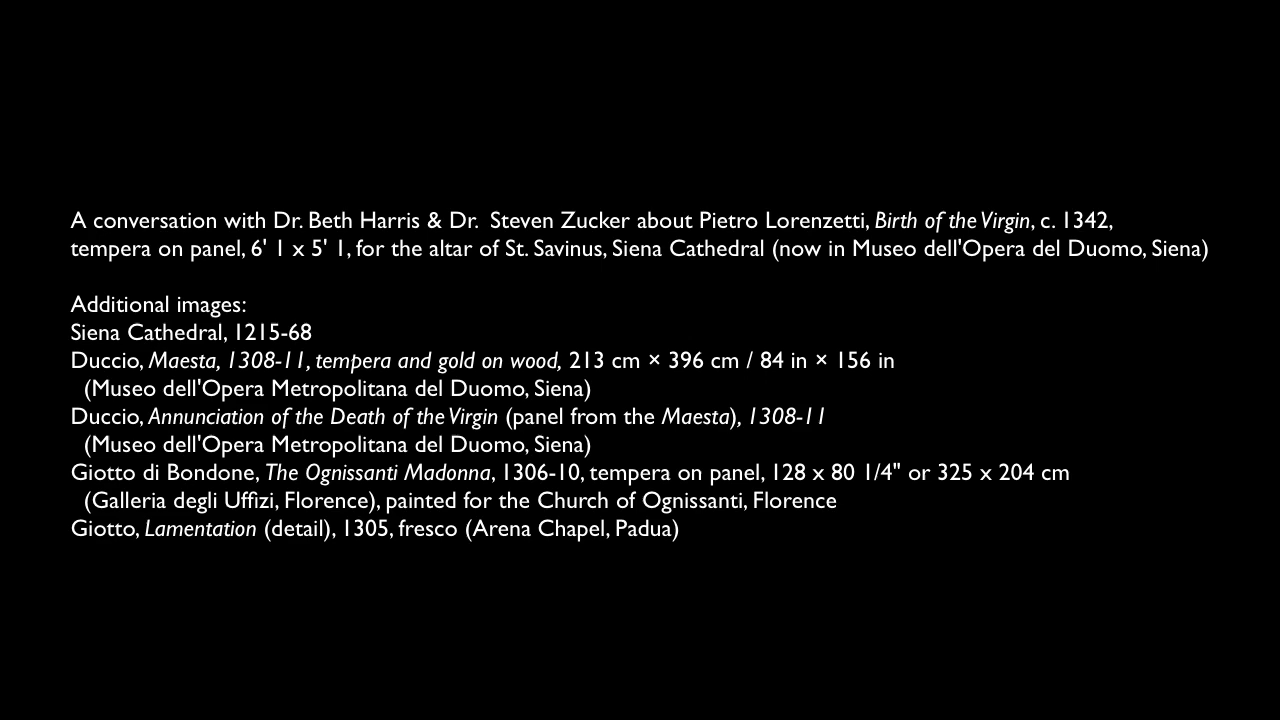 A conversation with Dr. Beth Harris & Dr.  Steven Zucker about Pietro Lorenzetti, Birth of the Virgin, c. 1342,
tempera on panel, 6' 1 x 5' 1, for the altar of St. Savinus, Siena Cathedral (now in Museo dell'Opera del Duomo, Siena)
Additional images:
Siena Cathedral, 1215-68
Duccio, Maesta, 1308-11, tempera and gold on wood, 213 cm × 396 cm / 84 in × 156 in
(Museo dell'Opera Metropolitana del Duomo, Siena)
Duccio, Annunciation of the Death of the Virgin (panel from the Maesta), 1308-11
(Museo dell'Opera Metropolitana del Duomo, Siena)
Giotto di Bondone, The Ognissanti Madonna, 1306-10, tempera on panel, 128 x 80 1/4" or 325 x 204 cm
(Galleria degli Uffizi, Florence), painted for the Church of Ognissanti, Florence
Giotto, Lamentation (detail), 1305, fresco (Arena Chapel, Padua)